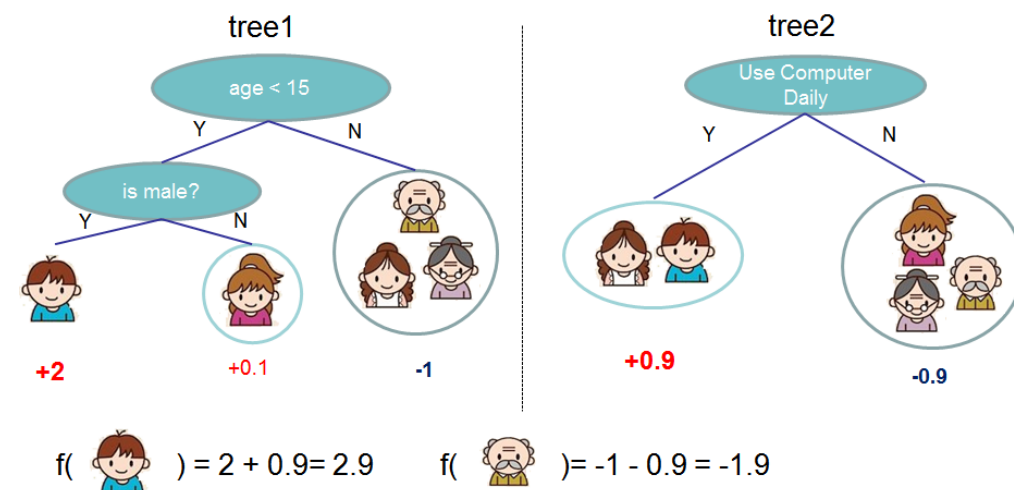 tree1
tree2
age < 15
Use Computer
Daily
Y
N
Y
N
is male?
Y
N
+2
+0.1
-1
+0.9
-0.9
f( ) = 2 + 0.9= 2.9
f( )= -1 - 0.9 = -1.9